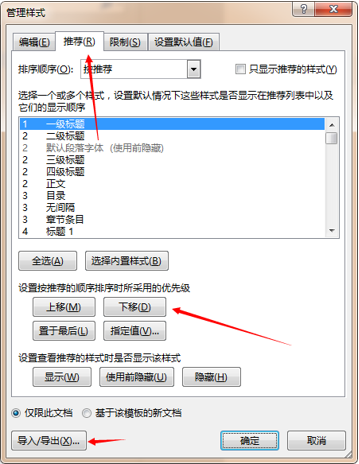 管理样式
编辑(E) 推荐(R) 限制(S) 设置默认值(F)
排序顺序(O): 按推荐 只显示推荐的样式(Y)
选择一个或多个样式，设置默认情况下这些样式是否显示在推荐列表中以及
它们的显示顺序
1 一级标题
2 二级标题
2 默认段落字体 (使用前隐藏)
2 三级标题
2 四级标题
2 正文
3 目录
3 无间隔
3 章节条目
4 标题 1
全选(A) 选择内置样式(B)
设置按推荐的顺序排序时所采用的优先级
上移(M) 下移(D)
置于最后(L) 指定值(V)...
设置查看推荐的样式时是否显示该样式
显示(W) 使用前隐藏(U) 隐藏(H)
仅限此文档 基于该模板的新文档
导入/导出(X)... 确定 取消